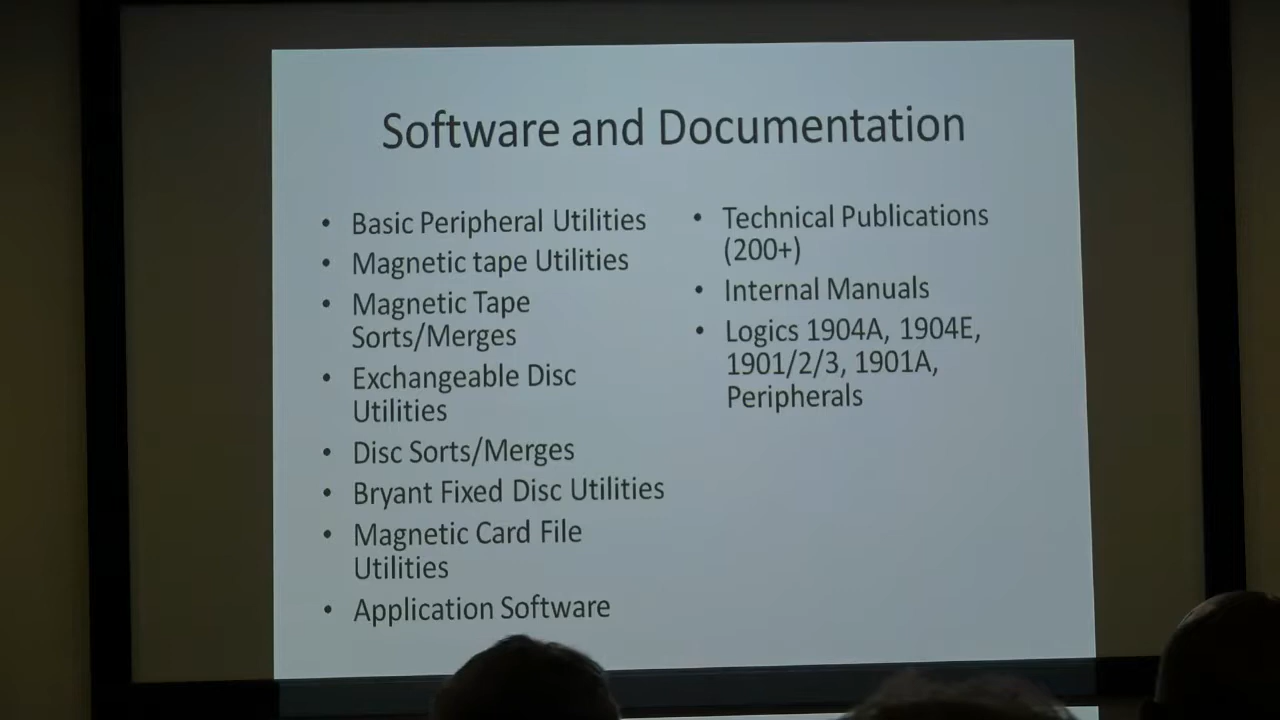 Software and Documentation
• Basic Peripheral Utilities
• Magnetic tape Utilities
• Magnetic Tape
Sorts/Merges
• Exchangeable Disc
Utilities
• Disc Sorts/Merges
• Bryant Fixed Disc Utilities
• Magnetic Card File
Utilities
• Application Software
• Technical Publications
(200+)
• Internal Manuals
• Logics 1904A, 1904E,
1901/2/3, 1901A,
Peripherals